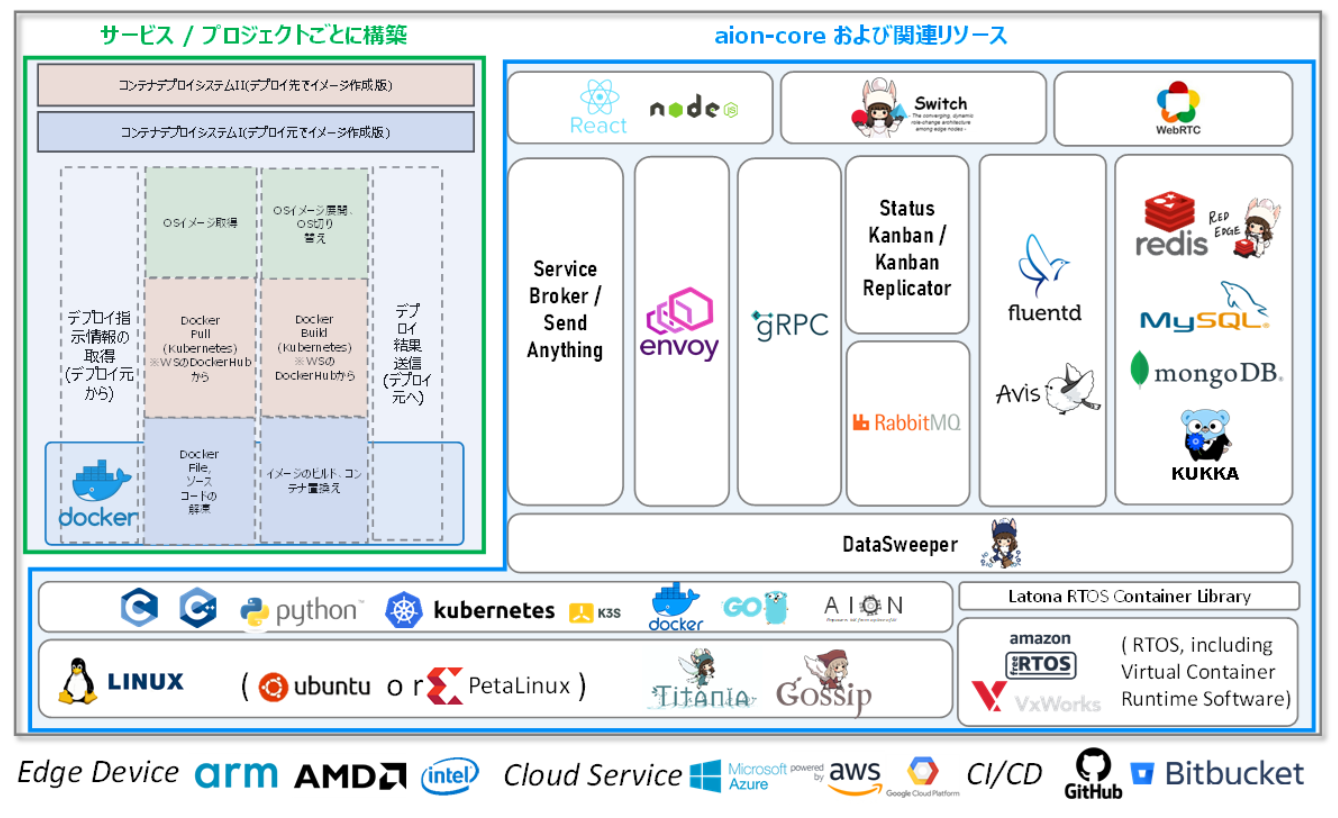 サービス / プロジェクトごとに構築
コンテナデプロイシステムII(デプロイ先でイメージ作成版)
コンテナデプロイシステムI(デプロイ元でイメージ作成版)
デプロイ指
示情報の
取得
(デプロイ元
から)
OSイメージ取得
Docker
Pull
(Kubernetes)
※WSのDockerHub
から
Docker
File,
ソース
コードの
解凍
OSイメージ展開、
OS切り
替え
Docker
Build
(Kubernetes)
※WSの
DockerHubから
イメージのビルド、コン
テナ置換え
デプ
ロイ
結果
送信
(デプロイ
元へ)
docker
aion-core および関連リソース
React
node
JS
Switch
- The converging, dynamic
role-change architecture
among edge nodes -
WebRTC
Service
Broker /
Send
Anything
envoy
gRPC
Status
Kanban /
Kanban
Replicator
RabbitMQ
fluentd
Avis
redis
RED
EDGE
MySQL
mongoDB
KUKKA
DataSweeper
C
C++
python™
kubernetes
K3S
docker
GO
AION
Latona RTOS Container Library
LINUX
( ubuntu or PetaLinux )
TITANIA
Gossip
amazon
freeRTOS
VxWorks
( RTOS, including
Virtual Container
Runtime Software)
Edge Device
arm
AMD
intel
Cloud Service
Microsoft
Azure
powered
by
aws
Google Cloud Platform
CI/CD
GitHub
Bitbucket